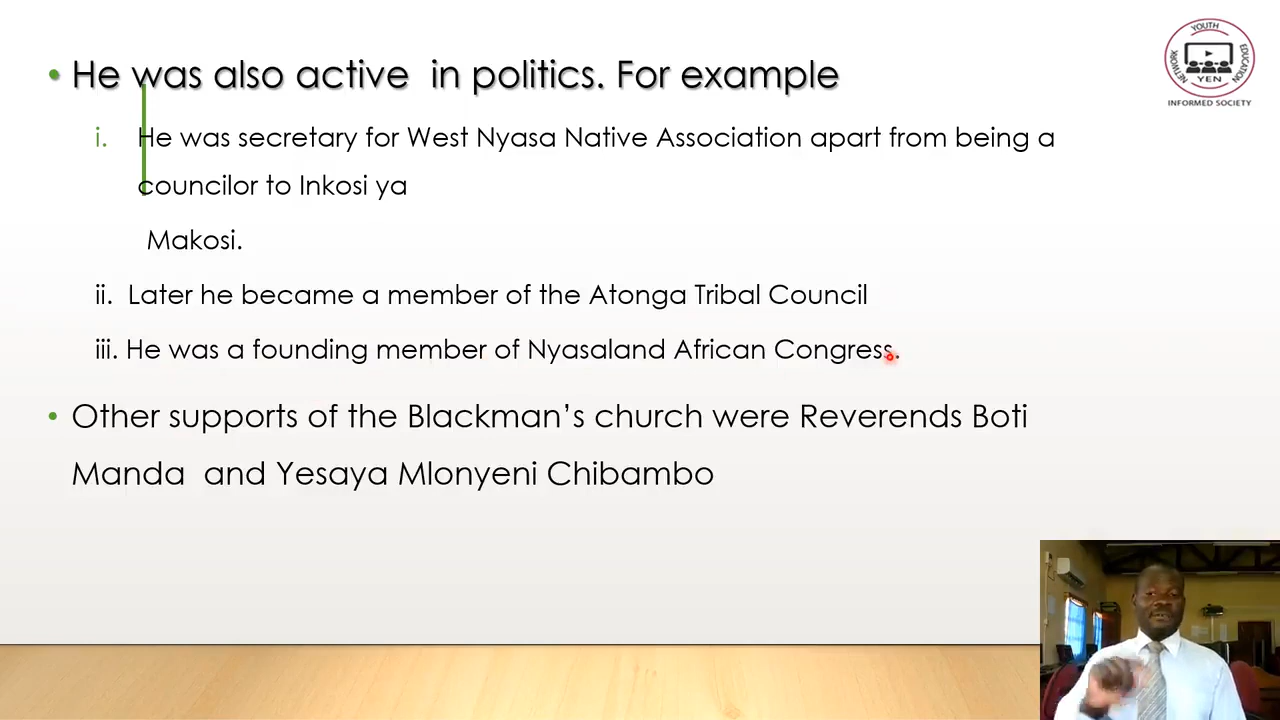 • He was also active in politics. For example
i. He was secretary for West Nyasa Native Association apart from being a
councilor to Inkosi ya
Makosi.
ii. Later he became a member of the Atonga Tribal Council
iii. He was a founding member of Nyasaland African Congress.
• Other supports of the Blackman’s church were Reverends Boti
Manda and Yesaya Mlonyeni Chibambo
YOUTH
EDUCATION
NETWORK
YEN
INFORMED SOCIETY